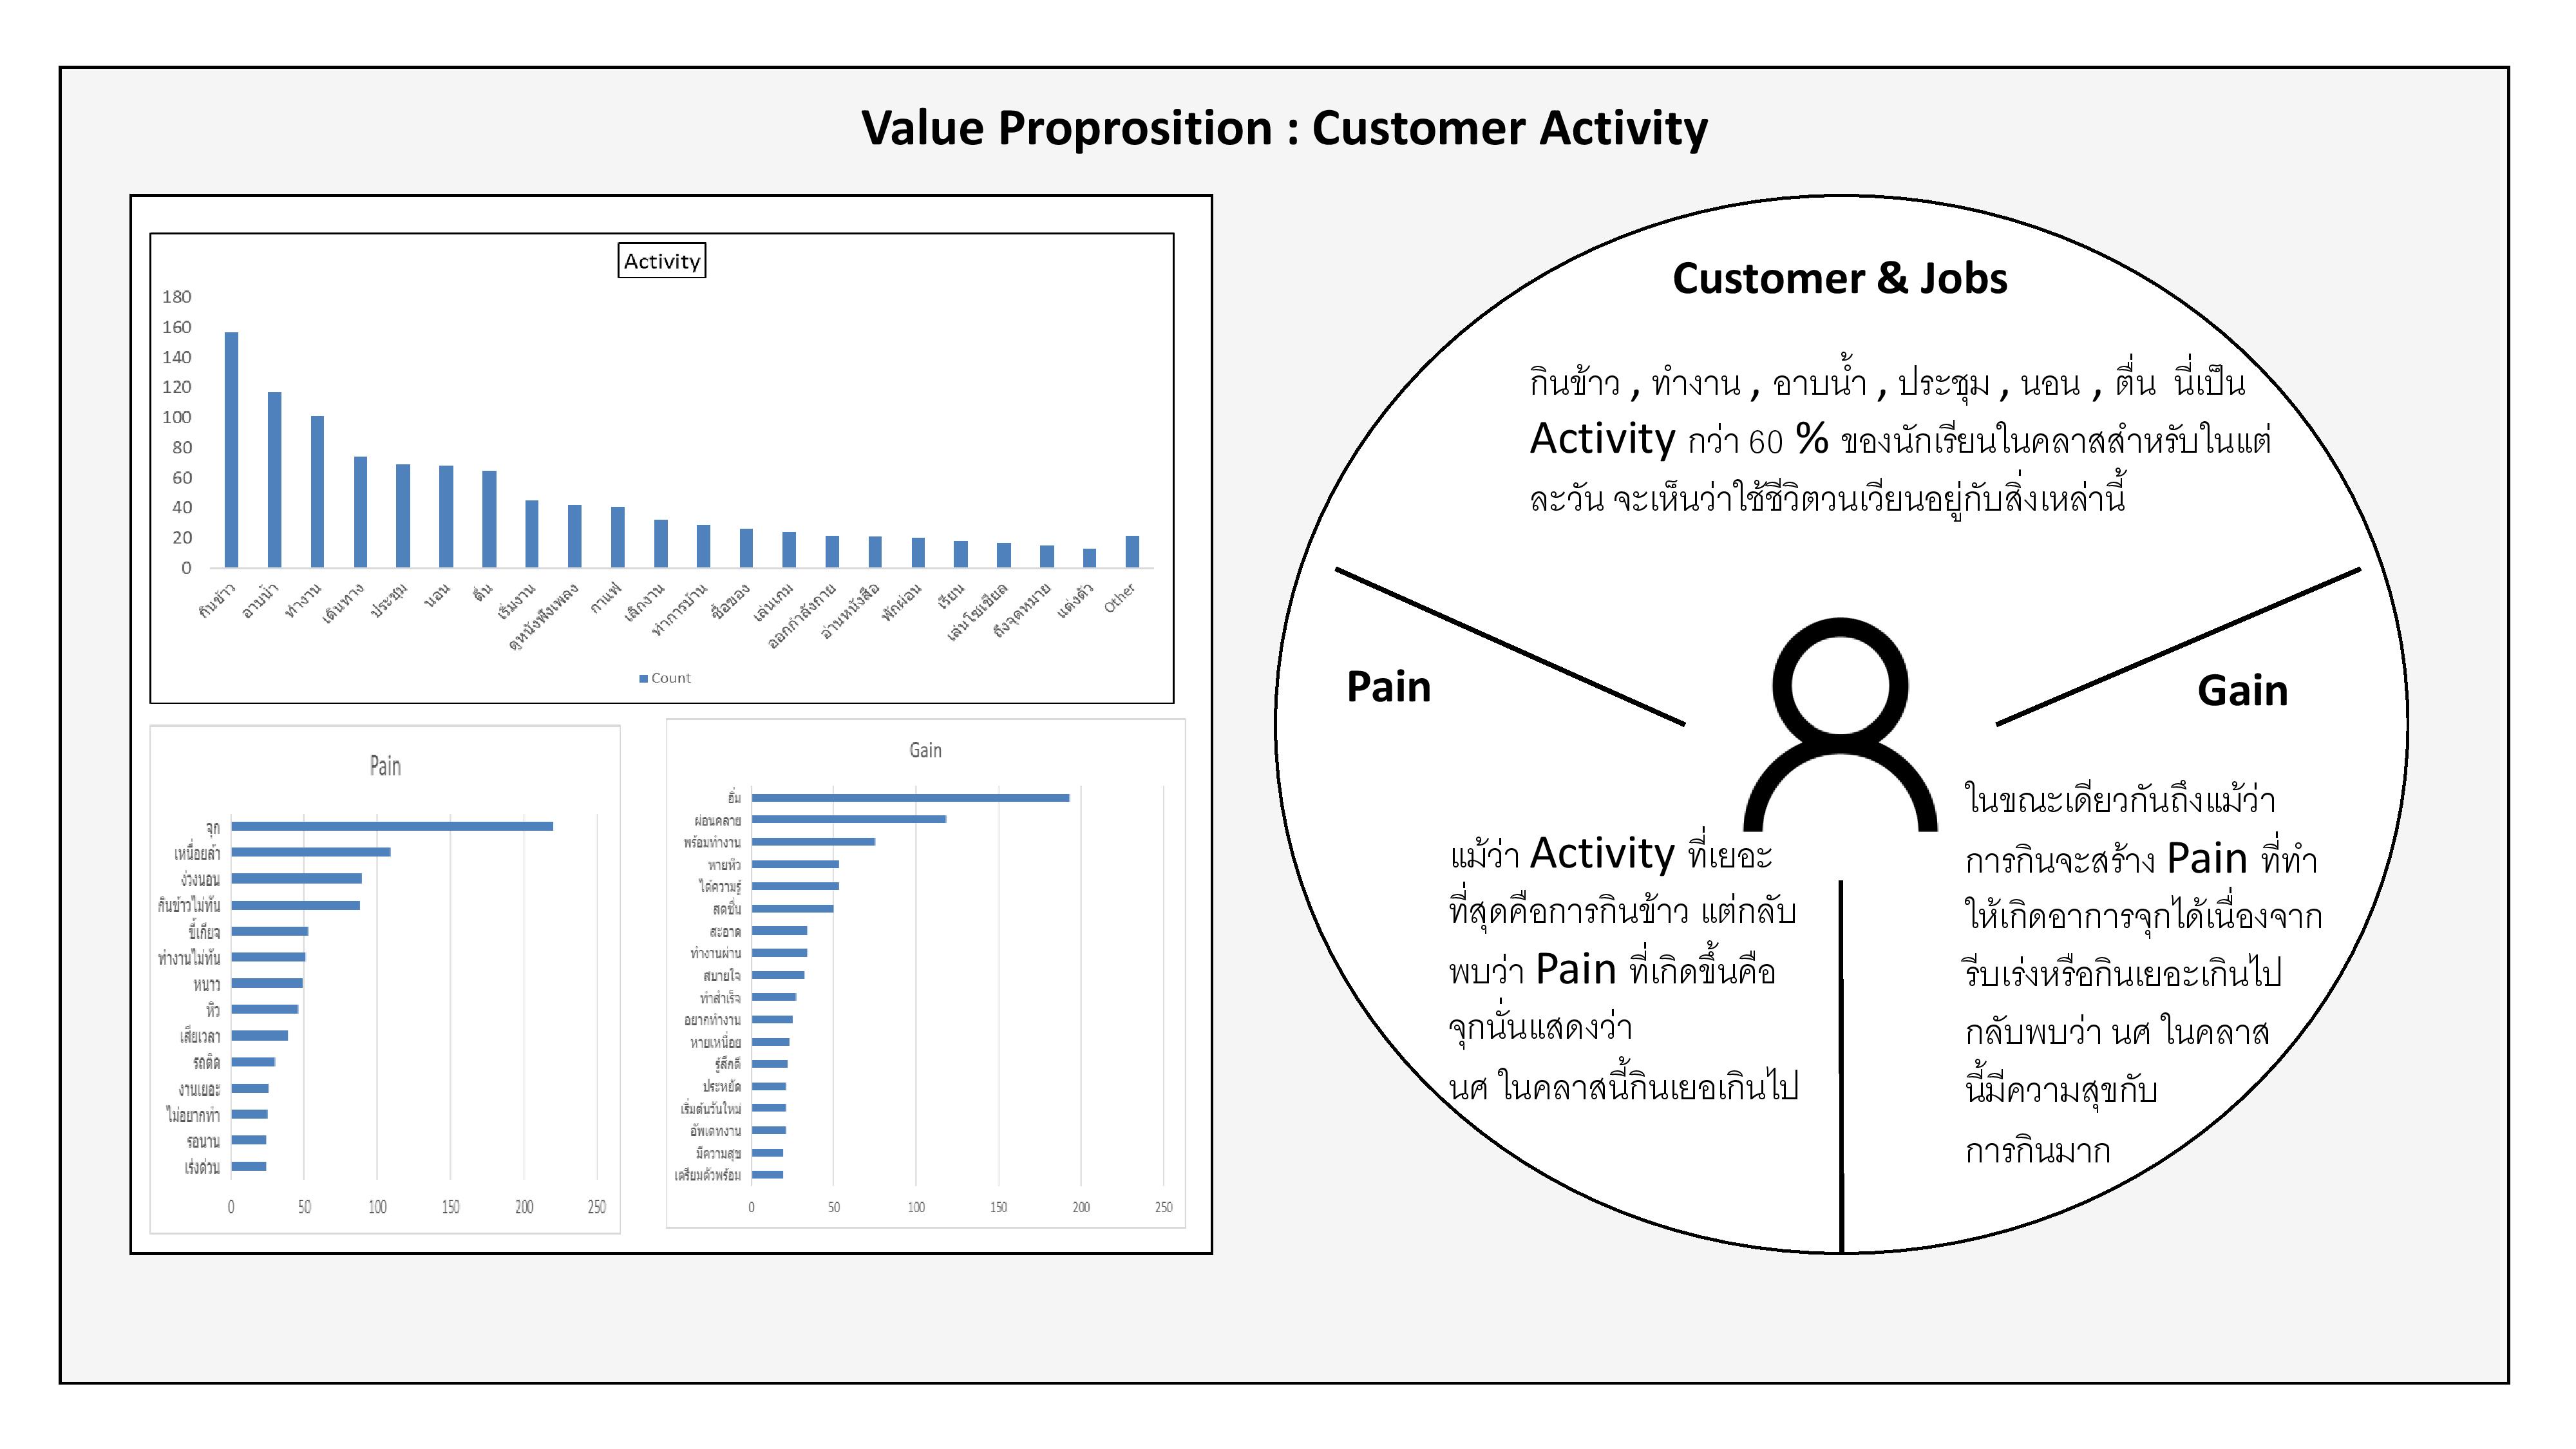 Value Proprosition : Customer Activity
Activity
180
160
140
120
100
80
60
40
20
0
กินข้าว
อาบน้ำ
ทำงาน
เดินทาง
ประชุม
นอน
ตื่น
เริ่มงาน
ดูหนังฟังเพลง
กาแฟ
เลิกงาน
ทำการบ้าน
ซื้อของ
เล่นเกม
ออกกำลังกาย
อ่านหนังสือ
พักผ่อน
เรียน
เล่นโซเชียล
ถึงจุดหมาย
แต่งตัว
Other
Count
Pain
จุก
เหนื่อยล้า
ง่วงนอน
กินข้าวไม่ทัน
ขี้เกียจ
ทำงานไม่ทัน
หนาว
หิว
เสียเวลา
รถติด
งานเยอะ
ไม่อยากทำ
รอนาน
เร่งด่วน
0 50 100 150 200 250
Gain
อิ่ม
ผ่อนคลาย
พร้อมทำงาน
หายหิว
ได้ความรู้
สดชื่น
สะอาด
ทำงานผ่าน
สบายใจ
ทำสำเร็จ
อยากทำงาน
หายเหนื่อย
รู้สึกดี
ประหยัด
เริ่มต้นวันใหม่
อัพเดทงาน
มีความสุข
เตรียมตัวพร้อม
0 50 100 150 200 250
Customer & Jobs
กินข้าว , ทำงาน , อาบน้ำ , ประชุม , นอน , ตื่น นี่เป็น
Activity กว่า 60 % ของนักเรียนในคลาสสำหรับในแต่
ละวัน จะเห็นว่าใช้ชีวิตวนเวียนอยู่กับสิ่งเหล่านี้
Pain
แม้ว่า Activity ที่เยอะ
ที่สุดคือการกินข้าว แต่กลับ
พบว่า Pain ที่เกิดขึ้นคือ
จุกนั่นแสดงว่า
นศ ในคลาสนี้กินเยอเกินไป
Gain
ในขณะเดียวกันถึงแม้ว่า
การกินจะสร้าง Pain ที่ทำ
ให้เกิดอาการจุกได้เนื่องจาก
รีบเร่งหรือกินเยอะเกินไป
กลับพบว่า นศ ในคลาส
นี้มีความสุขกับ
การกินมาก